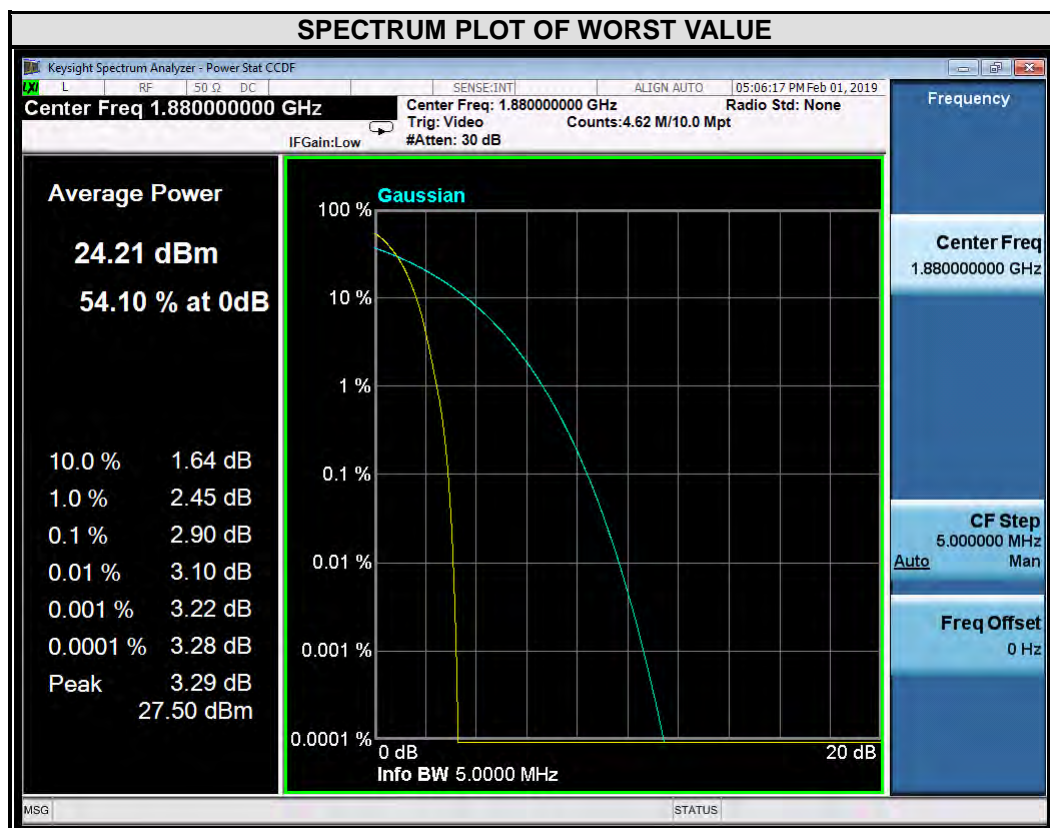 SPECTRUM PLOT OF WORST VALUE
Keysight Spectrum Analyzer - Power Stat CCDF
LXI L RF 50 Ω DC SENSE:INT ALIGN AUTO 05:06:17 PM Feb 01, 2019
Center Freq 1.880000000 GHz
Center Freq: 1.880000000 GHz Radio Std: None
Trig: Video Counts:4.62 M/10.0 Mpt
IFGain:Low #Atten: 30 dB
Frequency
Average Power
24.21 dBm
54.10 % at 0dB
10.0 % 1.64 dB
1.0 % 2.45 dB
0.1 % 2.90 dB
0.01 % 3.10 dB
0.001 % 3.22 dB
0.0001 % 3.28 dB
Peak 3.29 dB
27.50 dBm
Gaussian
100 %
10 %
1 %
0.1 %
0.01 %
0.001 %
0.0001 %
0 dB 20 dB
Info BW 5.0000 MHz
Center Freq
1.880000000 GHz
CF Step
5.000000 MHz
Auto Man
Freq Offset
0 Hz
MSG STATUS